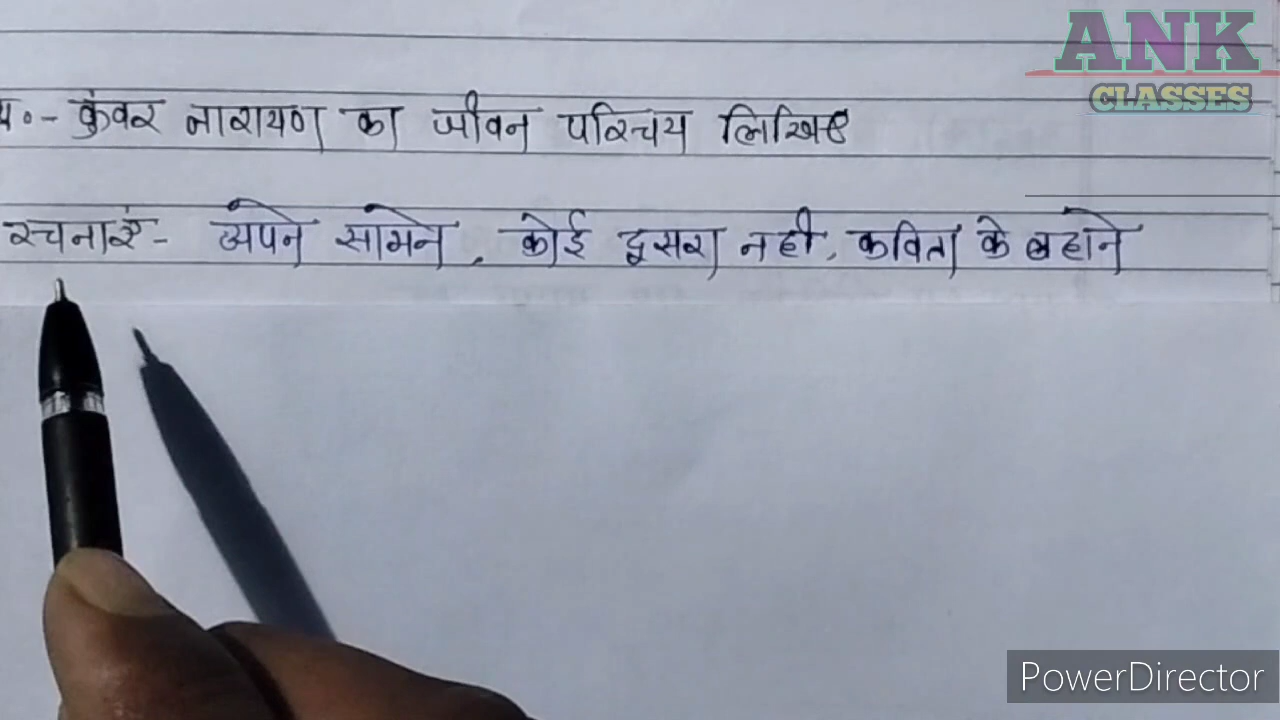 ANK
CLASSES
प्र०- कुंवर नारायण का जीवन परिचय लिखिए
रचनाएं- अपने सामने, कोई दूसरा नही, कविता के बहाने
PowerDirector